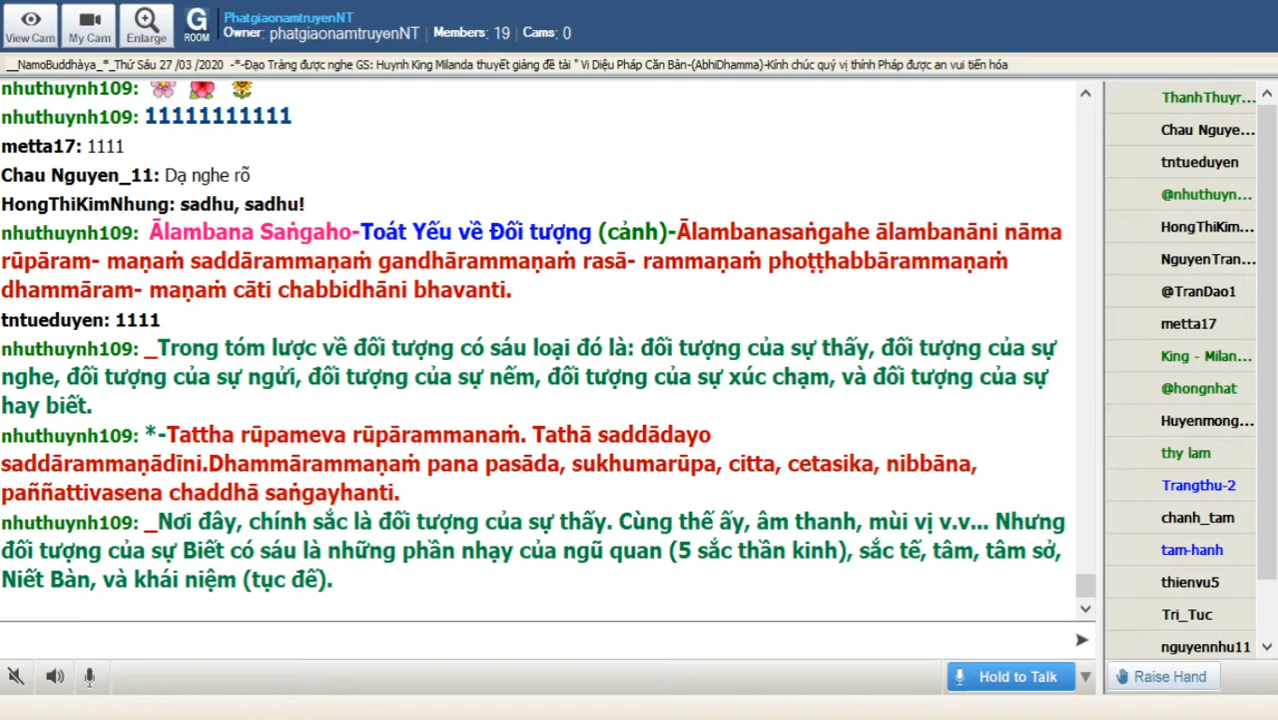 View Cam
My Cam
Enlarge
G
ROOM
PhatgiaonamtruyenNT
Owner: phatgiaonamtruyenNT | Members: 19 | Cams: 0
__NamoBuddhàya_*_Thứ Sáu 27 /03 /2020 -*-Đạo Tràng được nghe GS: Huynh King Milanda thuyết giảng đề tài " Vi Diệu Pháp Căn Bản-(AbhiDhamma)-Kính chúc quý vị thính Pháp được an vui tiến hóa
nhuthuynh109:
nhuthuynh109: 11111111111
metta17: 1111
Chau Nguyen_11: Dạ nghe rõ
HongThiKimNhung: sadhu, sadhu!
nhuthuynh109: Ālambana Saṅgaho-Toát Yếu về Đối tượng (cảnh)-Ālambanasaṅgahe ālambanāni nāma
rūpāram- maṇaṁ saddārammaṇaṁ gandhārammaṇaṁ rasā- rammaṇaṁ phoṭṭhabbārammaṇaṁ
dhammāram- maṇaṁ cāti chabbidhāni bhavanti.
tntueduyen: 1111
nhuthuynh109: _Trong tóm lược về đối tượng có sáu loại đó là: đối tượng của sự thấy, đối tượng của sự
nghe, đối tượng của sự ngửi, đối tượng của sự nếm, đối tượng của sự xúc chạm, và đối tượng của sự
hay biết.
nhuthuynh109: *-Tattha rūpameva rūpārammanaṁ. Tathā saddādayo
saddārammaṇādīni.Dhammārammaṇaṁ pana pasāda, sukhumarūpa, citta, cetasika, nibbāna,
paññattivasena chaddhā saṅgayhanti.
nhuthuynh109: _Nơi đây, chính sắc là đối tượng của sự thấy. Cùng thế ấy, âm thanh, mùi vị v.v... Nhưng
đối tượng của sự Biết có sáu là những phần nhạy của ngũ quan (5 sắc thần kinh), sắc tế, tâm, tâm sở,
Niết Bàn, và khái niệm (tục đế).
Hold to Talk
ThanhThuyr...
Chau Nguye...
tntueduyen
@nhuthuyn...
HongThiKim...
NguyenTran...
@TranDao1
metta17
King - Milan...
@hongnhat
Huyenmong...
thy lam
Trangthu-2
chanh_tam
tam-hanh
thienvu5
Tri_Tuc
nguyennhu11
Raise Hand